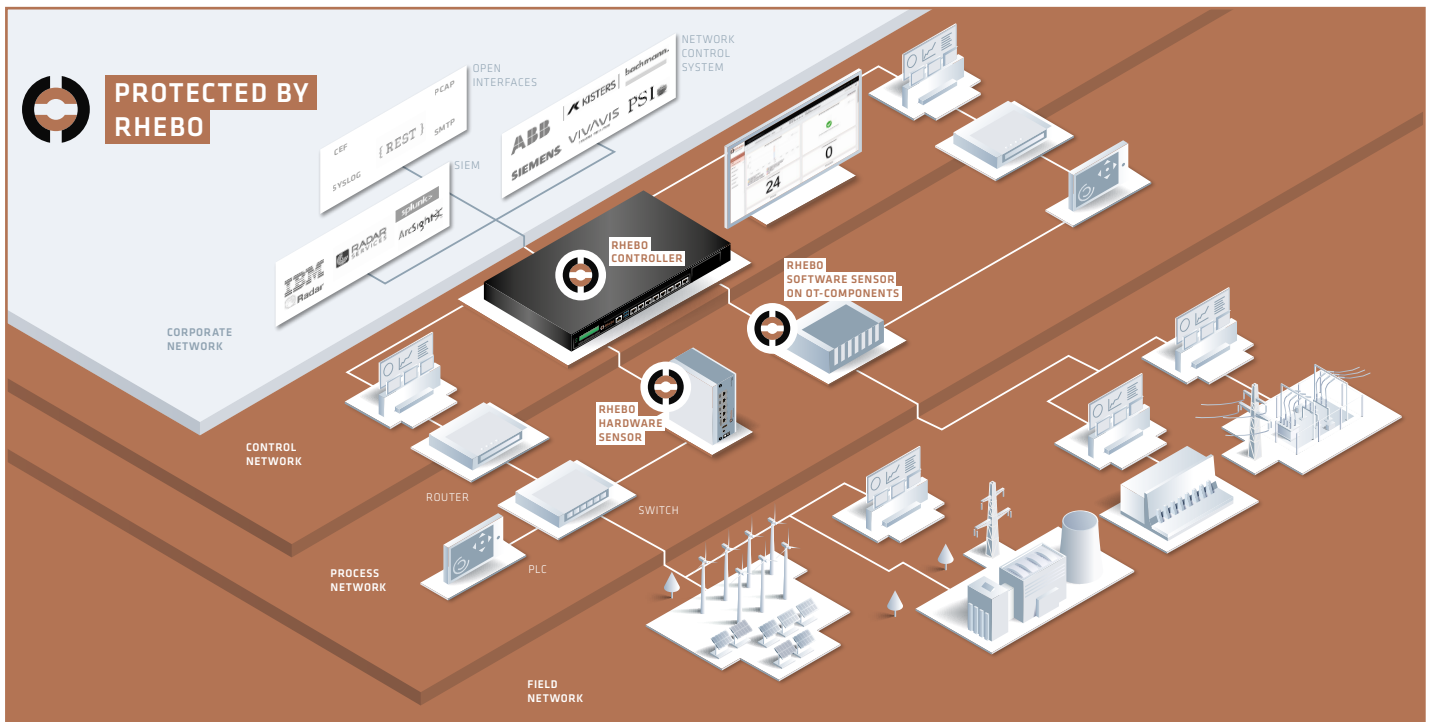 PROTECTED BY
RHEBO
OPEN
INTERFACES
PCAP
CEF
{REST}
SMTP
SYSLOG
NETWORK
CONTROL
SYSTEM
bachmann.
KISTERS
ABB
PSI
VIVAVIS
SIEMENS
SIEM
splunk>
RADAR
SERVICES
ArcSight
IBM
Radar
24
0
RHEBO
CONTROLLER
RHEBO
SOFTWARE SENSOR
ON OT-COMPONENTS
CORPORATE
NETWORK
RHEBO
HARDWARE
SENSOR
CONTROL
NETWORK
ROUTER
SWITCH
PLC
PROCESS
NETWORK
FIELD
NETWORK